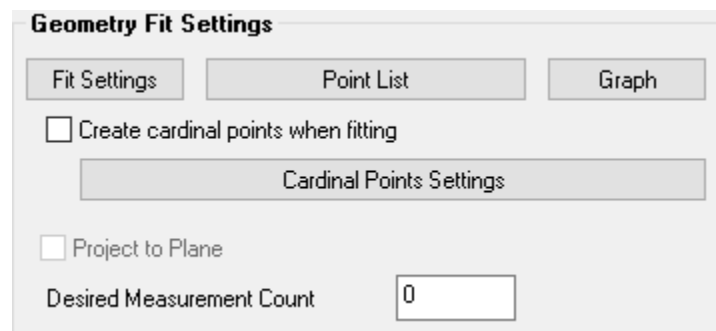 Geometry Fit Settings
Fit Settings Point List Graph
Create cardinal points when fitting
Cardinal Points Settings
Project to Plane
Desired Measurement Count 0